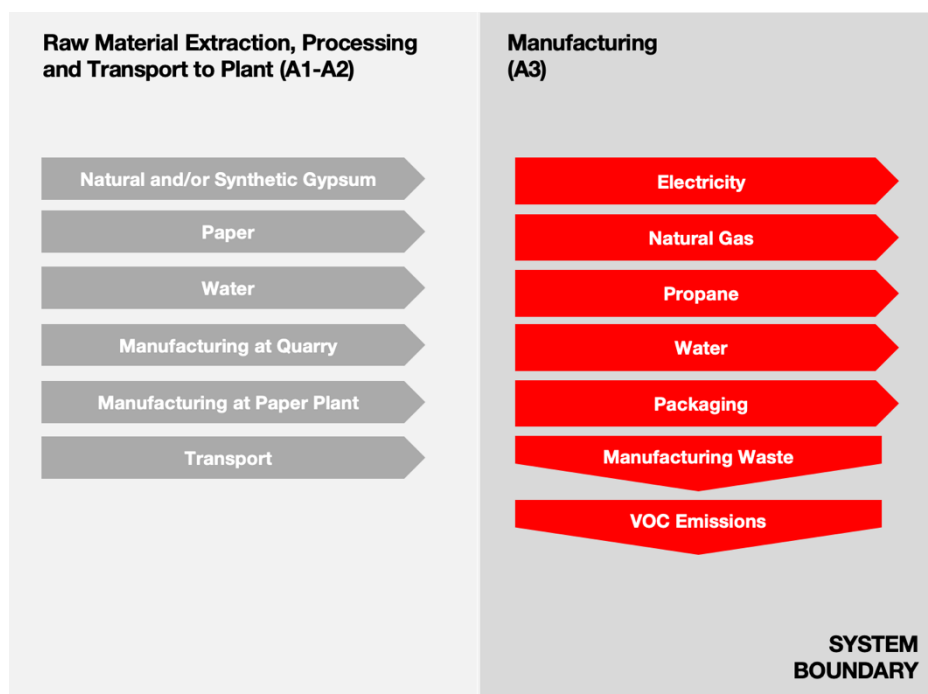 Raw Material Extraction, Processing
and Transport to Plant (A1-A2)
Natural and/or Synthetic Gypsum
Paper
Water
Manufacturing at Quarry
Manufacturing at Paper Plant
Transport
Manufacturing
(A3)
Electricity
Natural Gas
Propane
Water
Packaging
Manufacturing Waste
VOC Emissions
SYSTEM
BOUNDARY